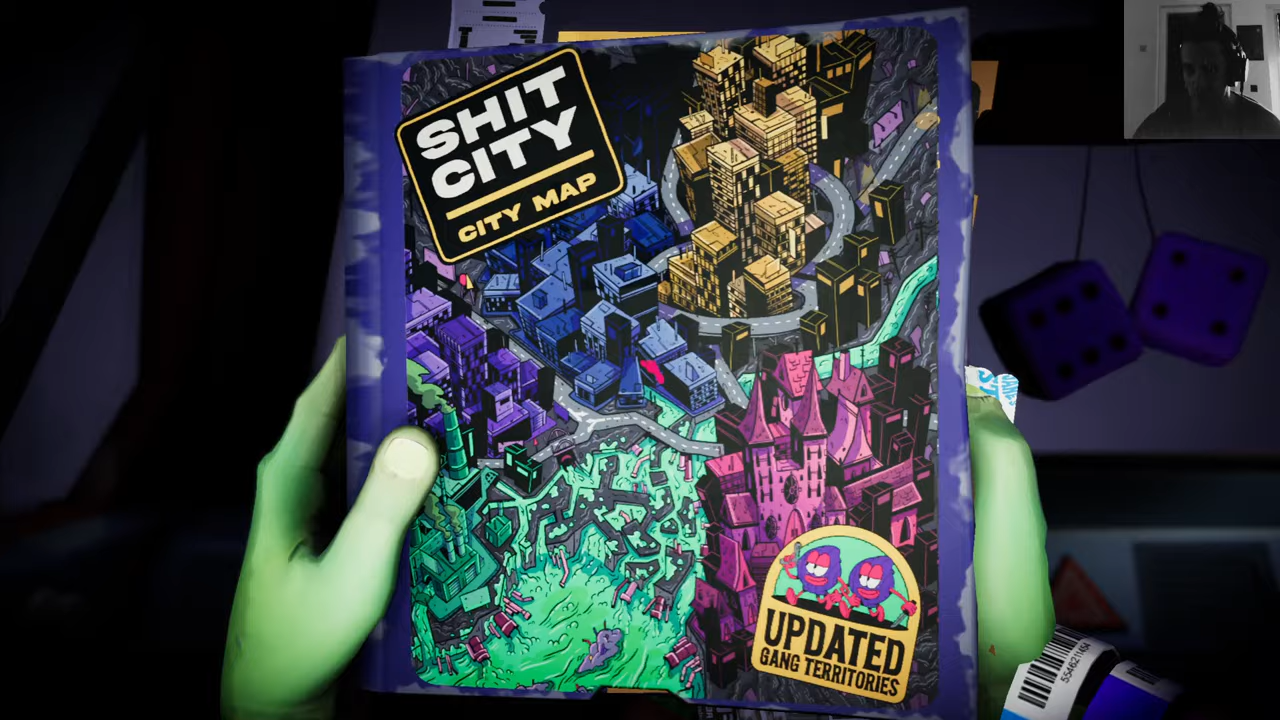 SHIT
CITY
CITY MAP
UPDATED
GANG TERRITORIES